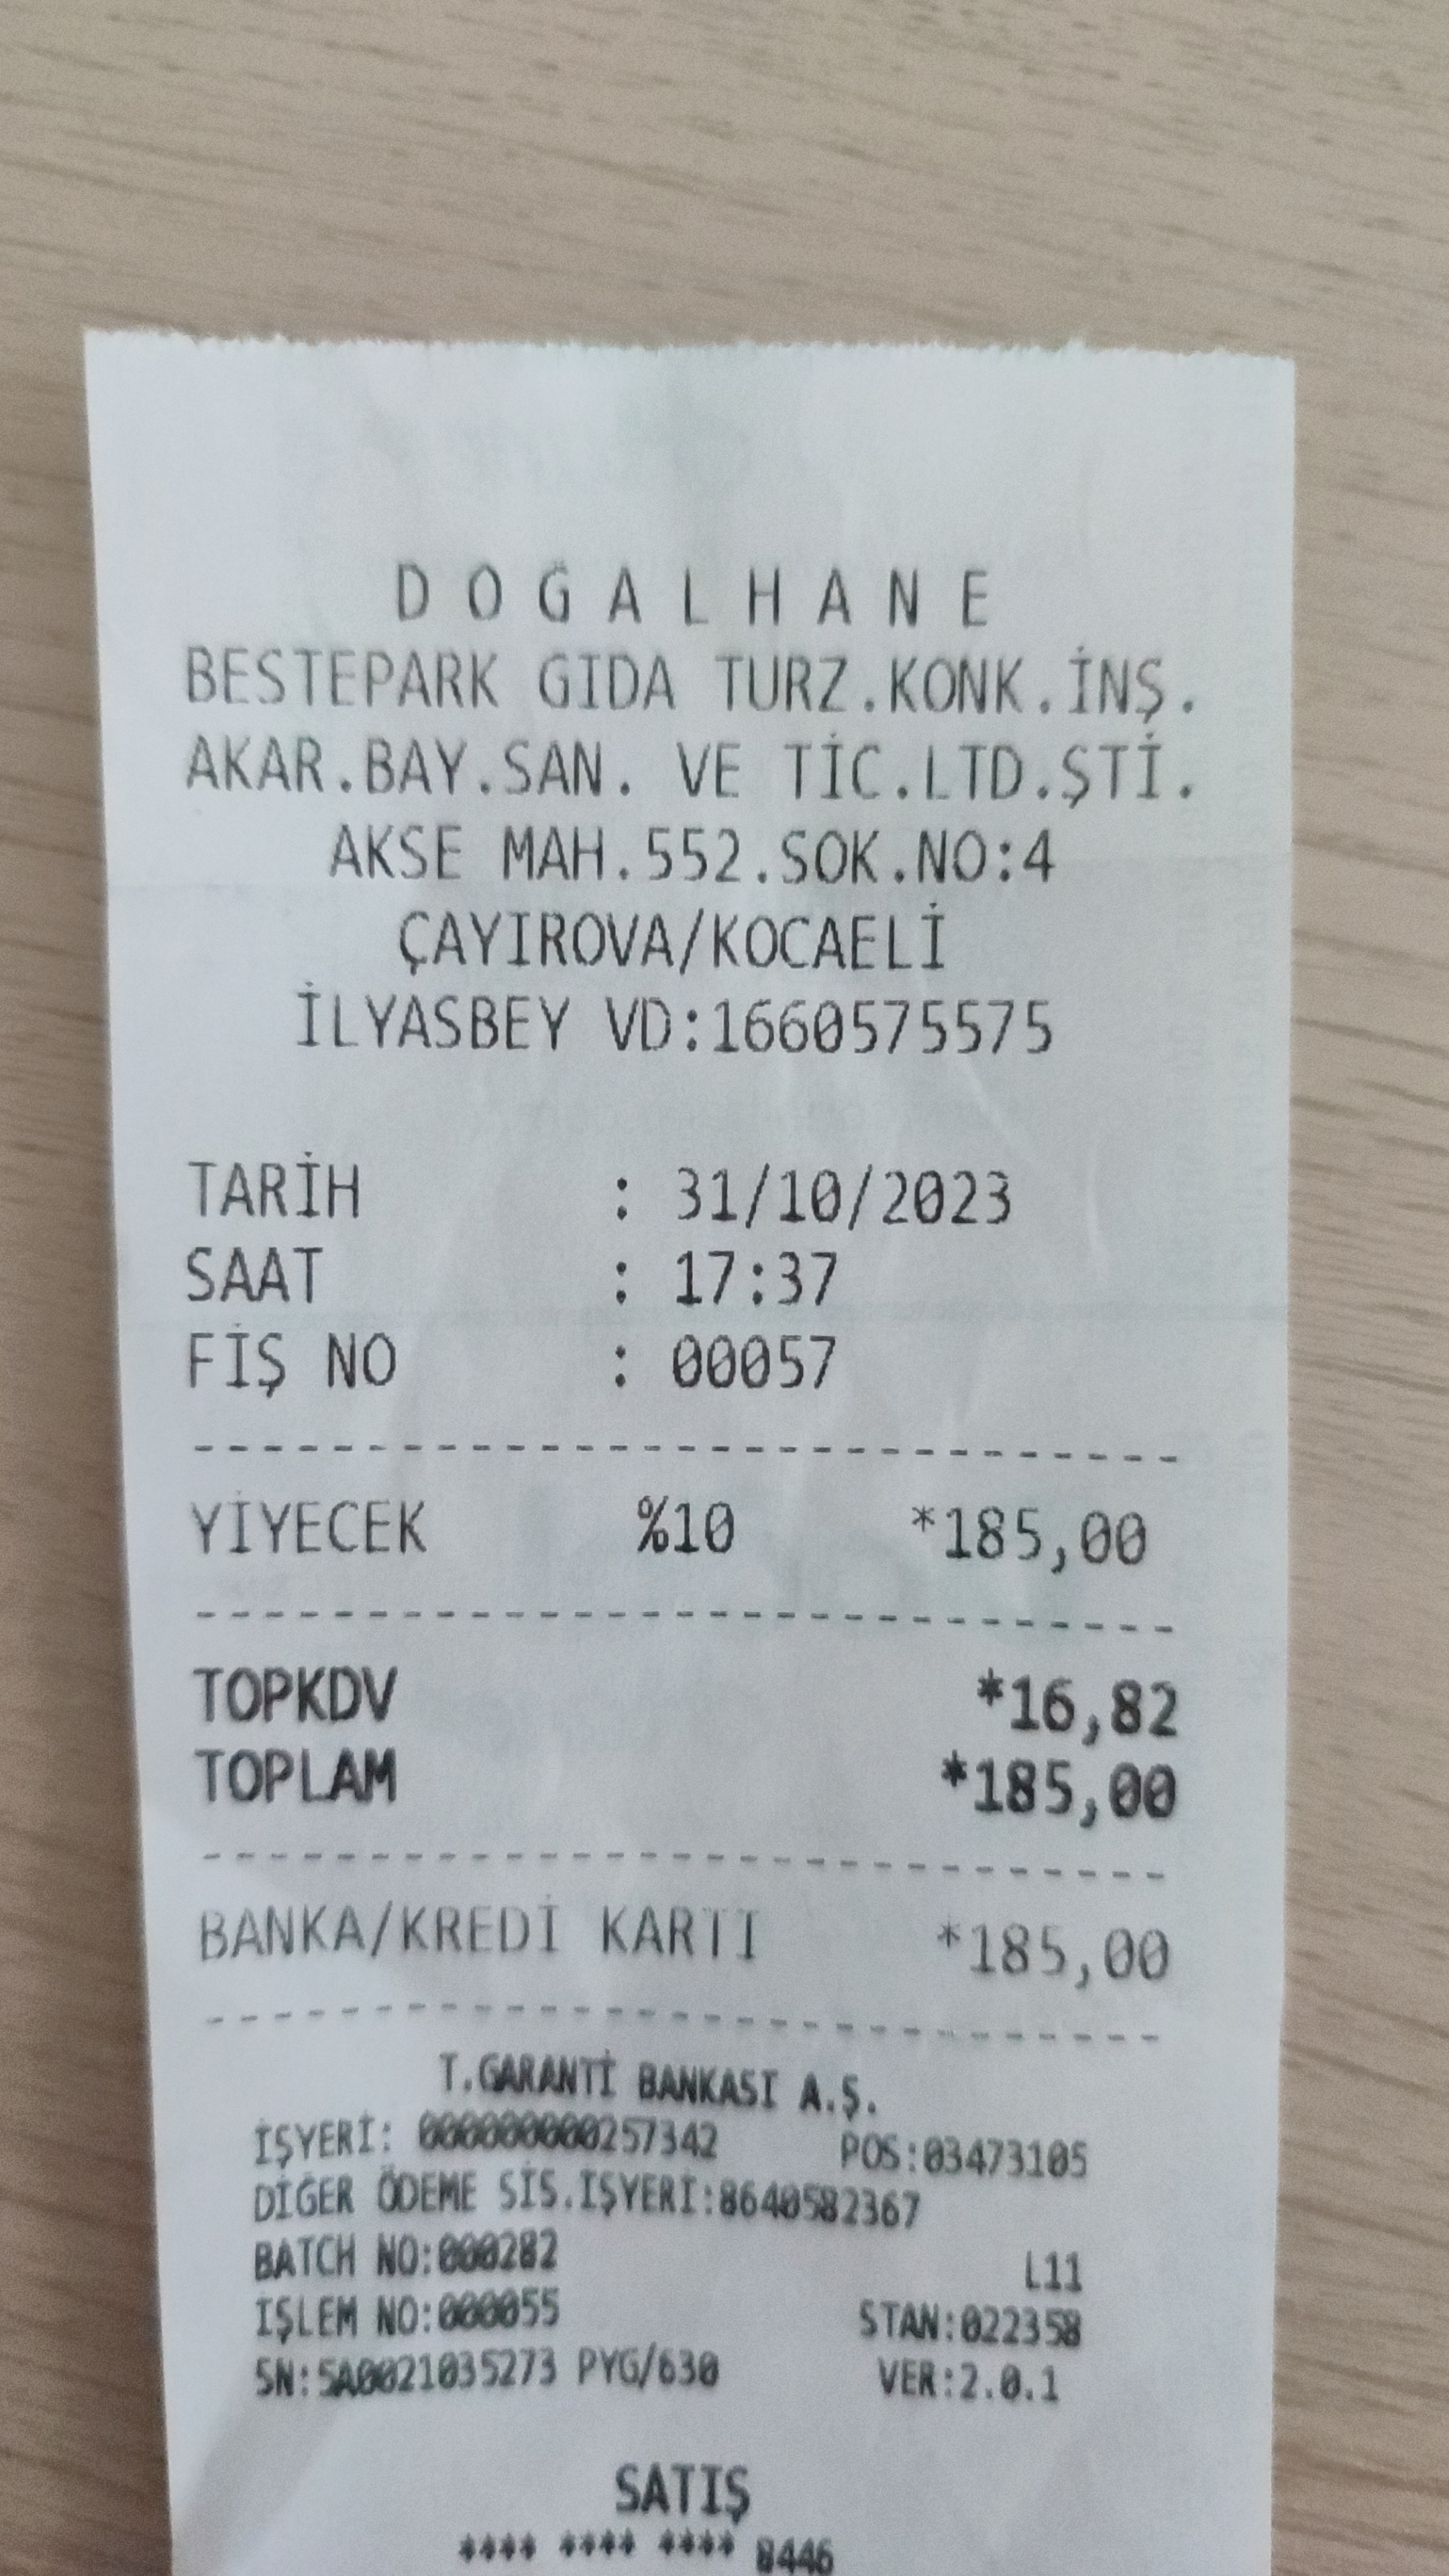 D O Ğ A L H A N E
BESTEPARK GIDA TURZ.KONK.İNŞ.
AKAR.BAY.SAN. VE TİC.LTD.ŞTİ.
AKSE MAH.552.SOK.NO:4
ÇAYIROVA/KOCAELİ
İLYASBEY VD:1660575575
TARİH : 31/10/2023
SAAT : 17:37
FİŞ NO : 00057
YİYECEK %10 *185,00
TOPKDV *16,82
TOPLAM *185,00
BANKA/KREDİ KARTI *185,00
T.GARANTİ BANKASI A.Ş.
İŞYERİ: 000000000257342 POS:03473105
DİĞER ÖDEME SİS.İŞYERİ:8640582367
BATCH NO:000282 L11
İŞLEM NO:000055 STAN:022358
SN:5A0021035273 PYG/630 VER:2.0.1
SATIŞ
**** **** **** 8446